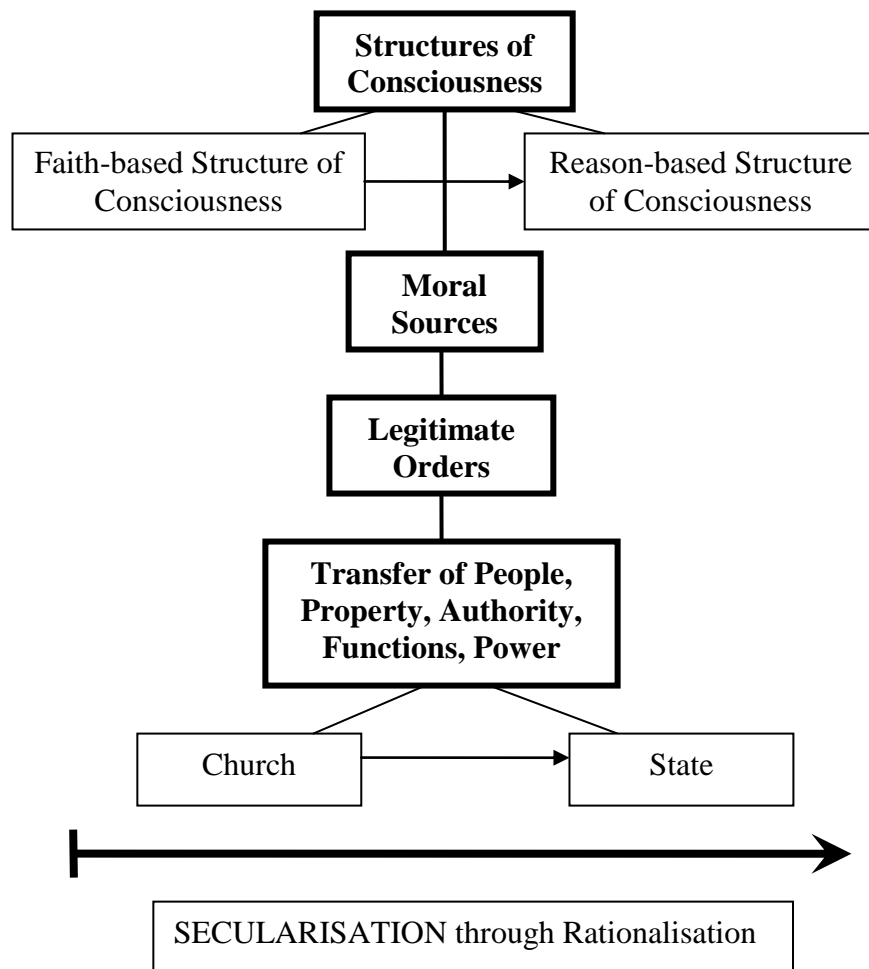 Structures of
Consciousness
Faith-based Structure of
Consciousness
Reason-based Structure
of Consciousness
Moral
Sources
Legitimate
Orders
Transfer of People,
Property, Authority,
Functions, Power
Church
State
SECULARISATION through Rationalisation